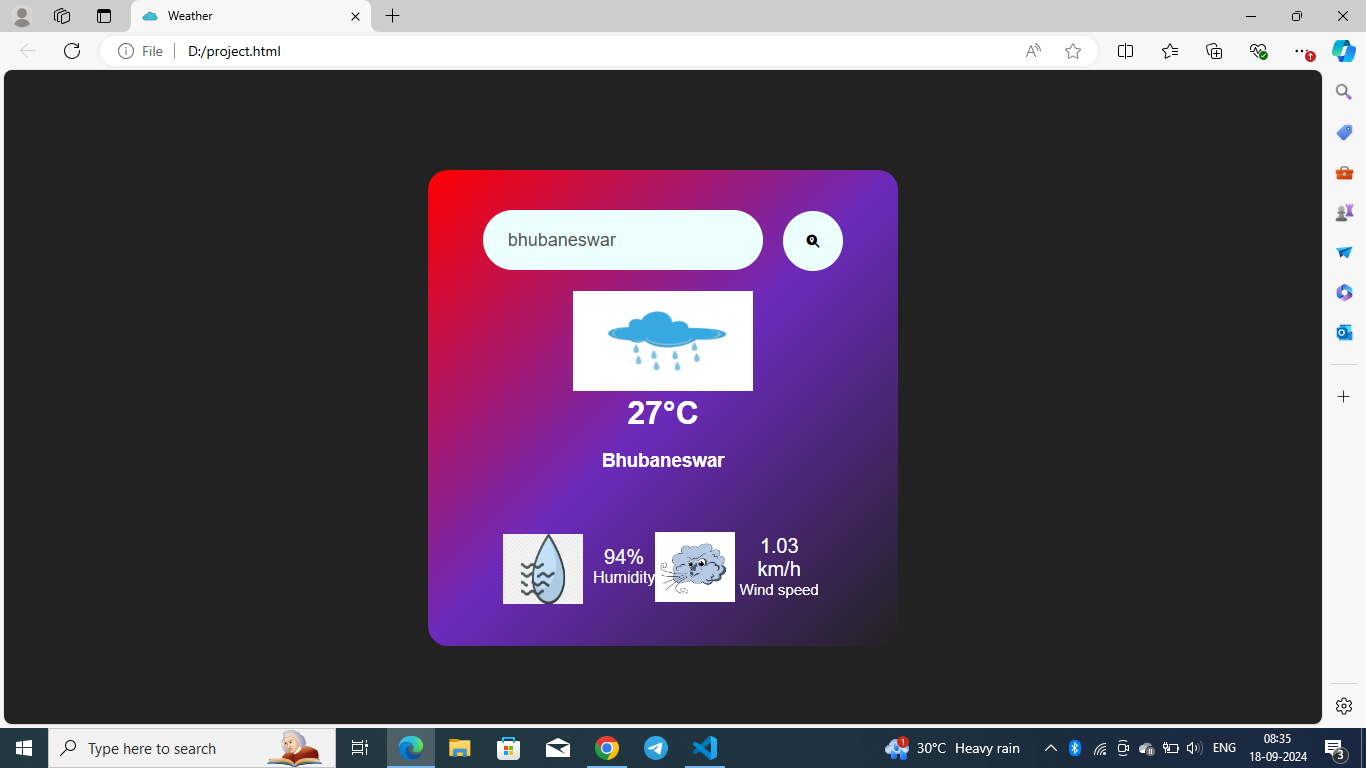 Weather
File
D:/project.html
bhubaneswar
27°C
Bhubaneswar
94%
Humidity
1.03
km/h
Wind speed
Type here to search
1
30°C Heavy rain
ENG
08:35
18-09-2024
3